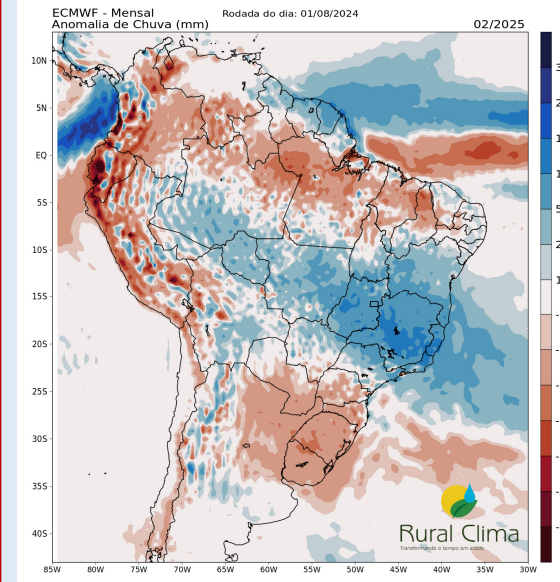 ECMWF - Mensal
Rodada do dia: 01/08/2024
Anomalia de Chuva (mm)
02/2025
10N
5N
EQ
5S
10S
15S
20S
25S
30S
35S
40S
85W 80W 75W 70W 65W 60W 55W 50W 45W 40W 35W 30W
Rural Clima
Transformando o tempo em safra